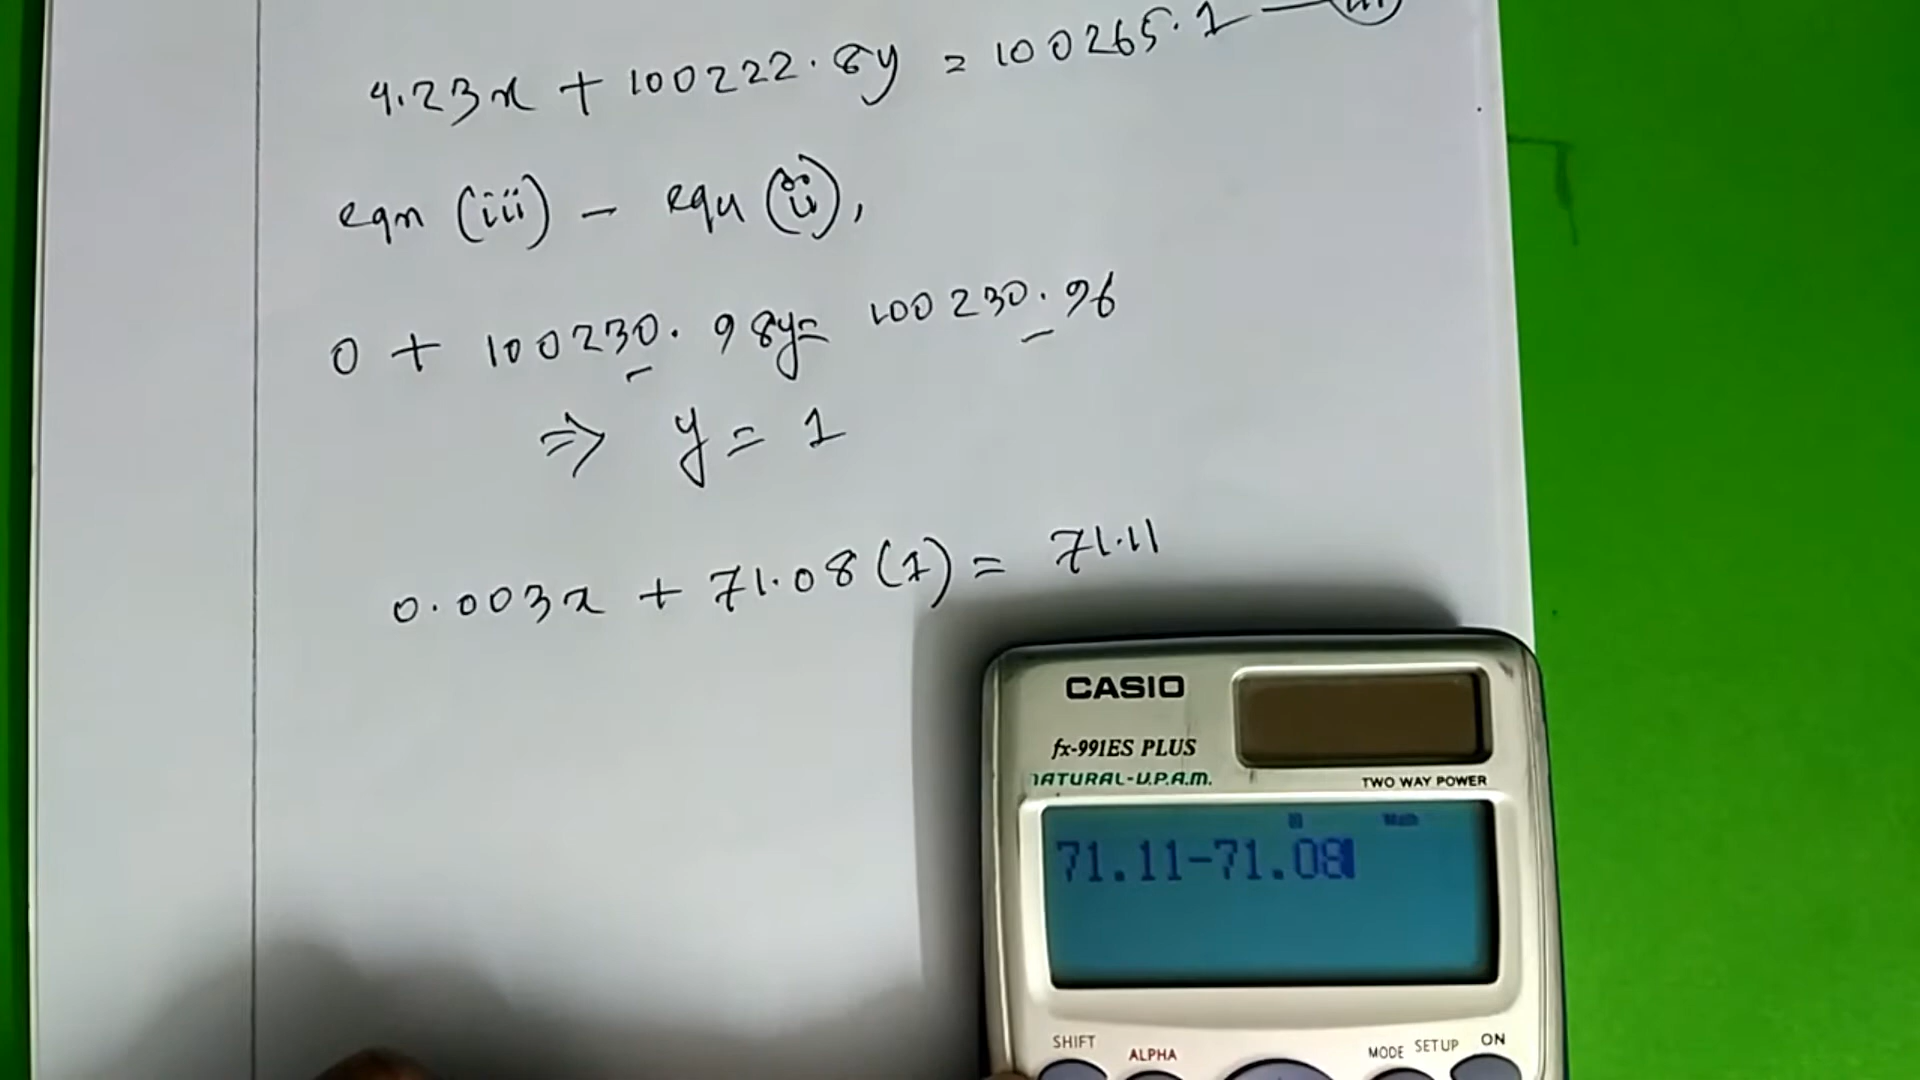 4.23x + 100222.8y = 100265.1 — (iii)
eqn (iii) - equ (ii),
0 + 100230.98y = 100230.96
⇒ y = 1
0.003x + 71.08(1) = 71.11
CASIO
fx-991ES PLUS
NATURAL-V.P.A.M.
TWO WAY POWER
Math
71.11-71.08
SHIFT
ALPHA
MODE SETUP ON